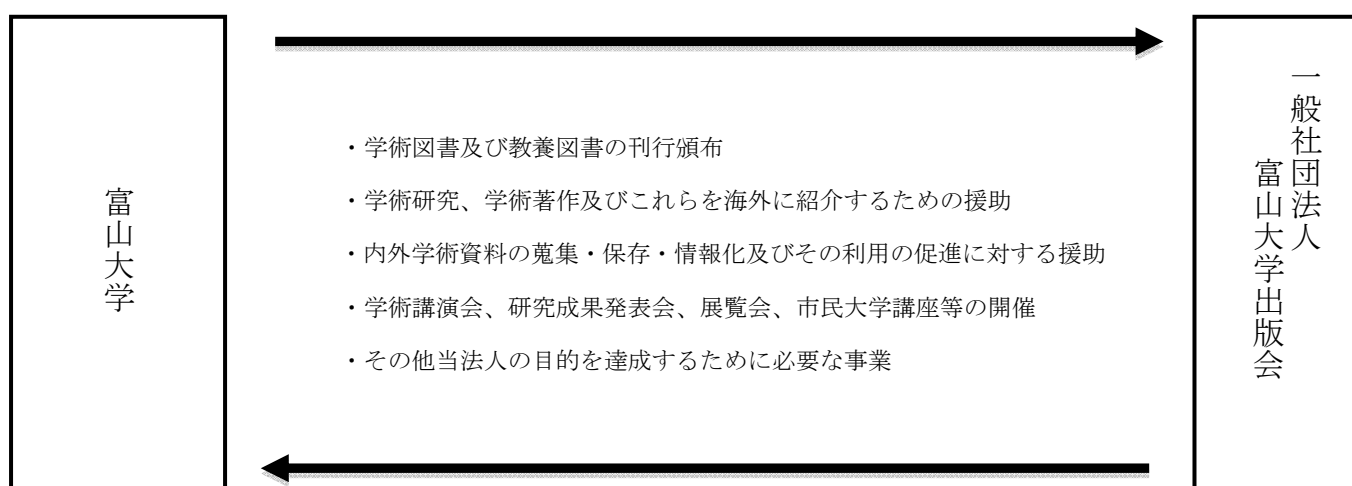 富山大学
・学術図書及び教養図書の刊行頒布
・学術研究、学術著作及びこれらを海外に紹介するための援助
・内外学術資料の蒐集・保存・情報化及びその利用の促進に対する援助
・学術講演会、研究成果発表会、展覧会、市民大学講座等の開催
・その他当法人の目的を達成するために必要な事業
一般社団法人
富山大学出版会